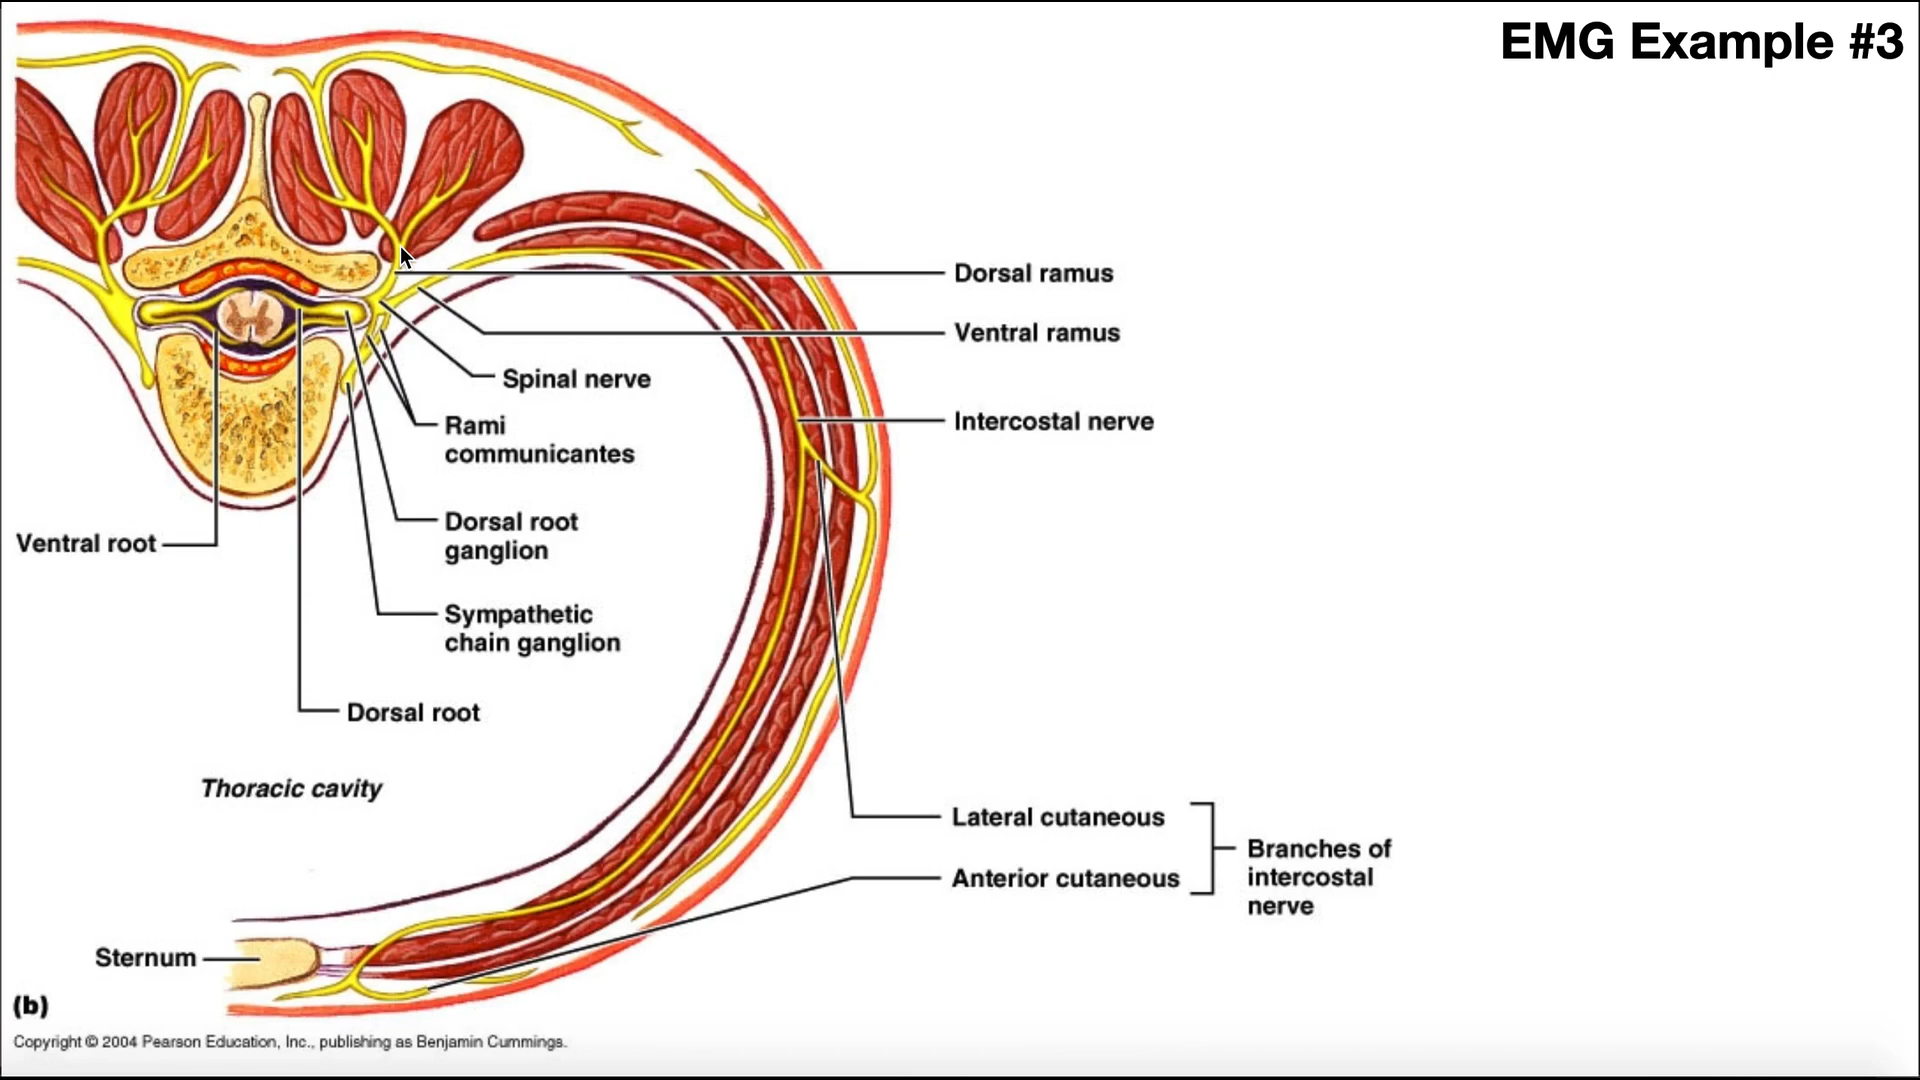 EMG Example #3
Dorsal ramus
Ventral ramus
Spinal nerve
Intercostal nerve
Rami
communicantes
Dorsal root
ganglion
Ventral root
Sympathetic
chain ganglion
Dorsal root
Thoracic cavity
Lateral cutaneous
Anterior cutaneous
Branches of
intercostal
nerve
Sternum
(b)
Copyright © 2004 Pearson Education, Inc., publishing as Benjamin Cummings.